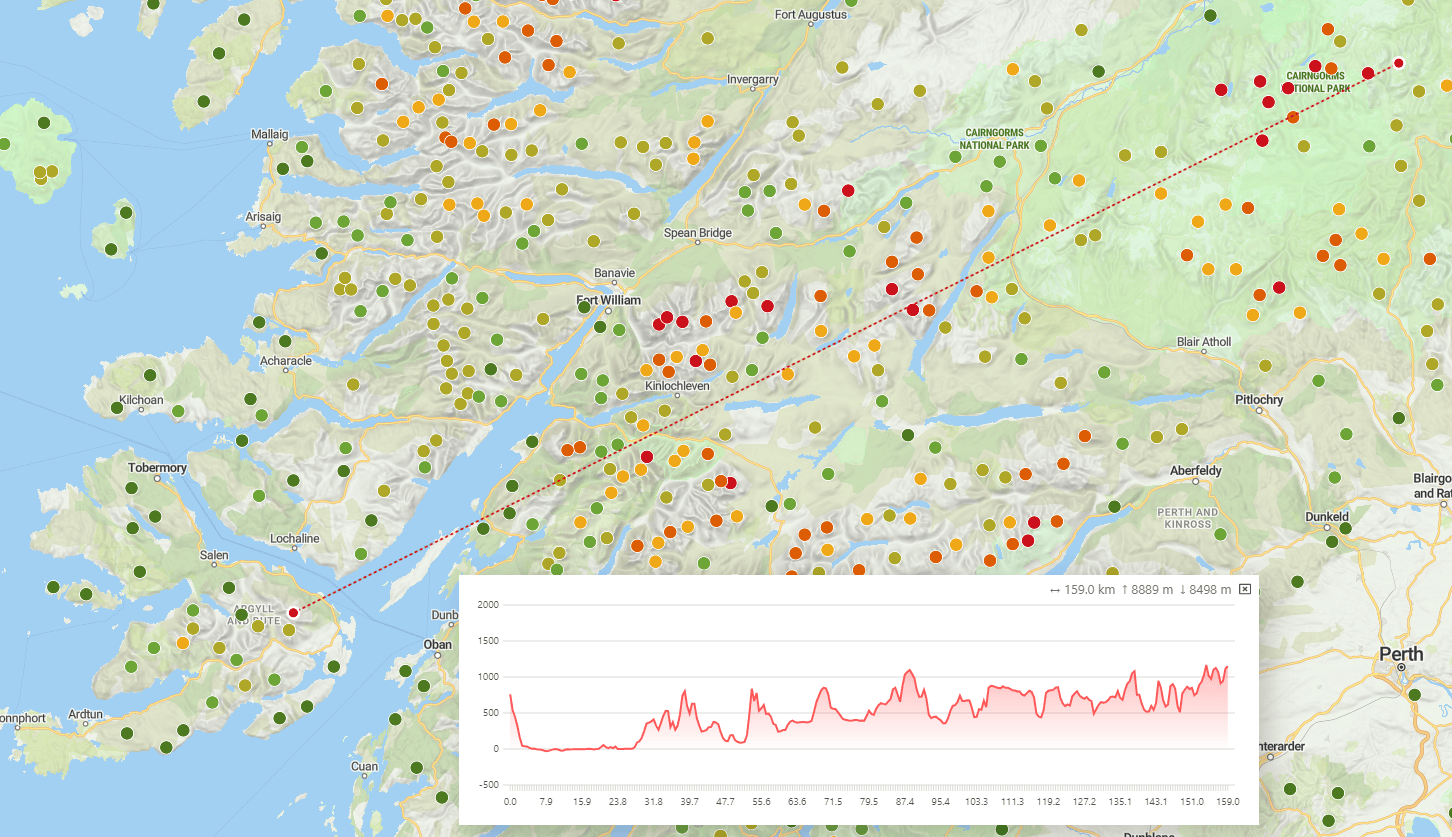 Fort Augustus
Invergarry
CAIRNGORMS
NATIONAL PARK
Mallaig
CAIRNGORMS
NATIONAL PARK
Arisaig
Spean Bridge
Banavie
Fort William
Blair Atholl
Acharacle
Kinlochleven
Kilchoan
Pitlochry
Tobermory
Aberfeldy
Blairgo
and Rat
PERTH AND
KINROSS
Dunkeld
Lochaline
Salen
ARGYLL
AND BUTE
Dunb
Oban
Perth
onnphort
Ardtun
Cuan
nterarder
Dunblane
↔ 159.0 km ↑ 8889 m ↓ 8498 m
2000
1500
1000
500
0
-500
0.0 7.9 15.9 23.8 31.8 39.7 47.7 55.6 63.6 71.5 79.5 87.4 95.4 103.3 111.3 119.2 127.2 135.1 143.1 151.0 159.0